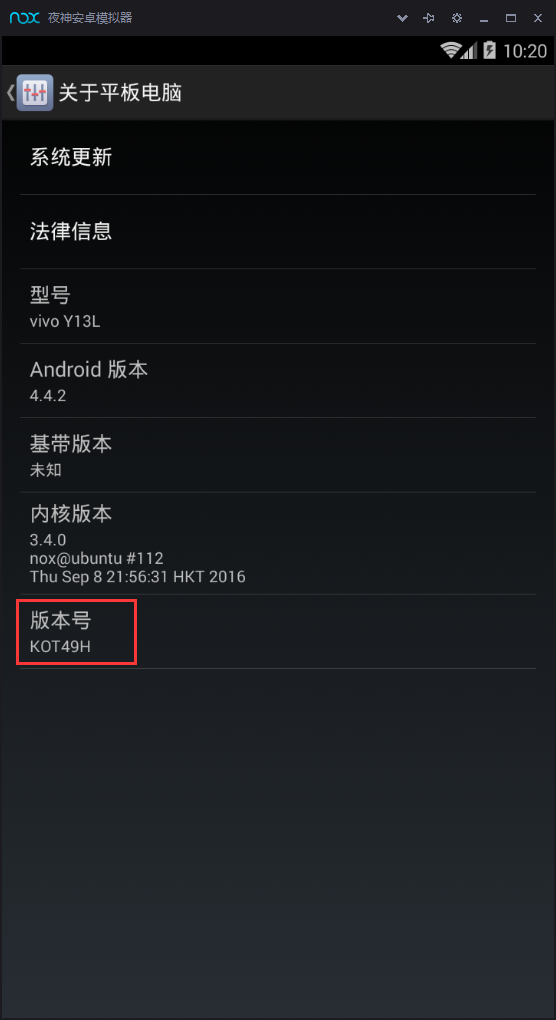 nox 夜神安卓模拟器
10:20
关于平板电脑
系统更新
法律信息
型号
vivo Y13L
Android 版本
4.4.2
基带版本
未知
内核版本
3.4.0
nox@ubuntu #112
Thu Sep 8 21:56:31 HKT 2016
版本号
KOT49H